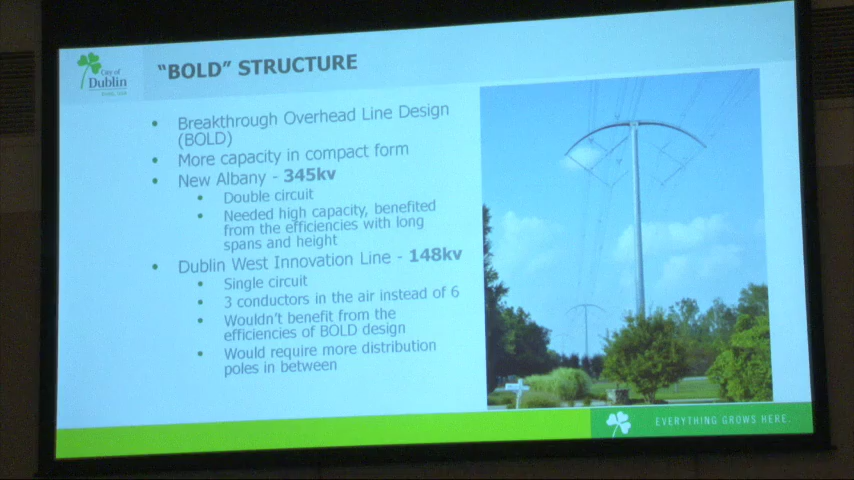 City of
Dublin
"BOLD" STRUCTURE
• Breakthrough Overhead Line Design
(BOLD)
• More capacity in compact form
• New Albany - 345kv
• Double circuit
• Needed high capacity, benefited
from the efficiencies with long
spans and height
• Dublin West Innovation Line - 148kv
• Single circuit
• 3 conductors in the air instead of 6
• Wouldn't benefit from the
efficiencies of BOLD design
• Would require more distribution
poles in between
EVERYTHING GROWS HERE.